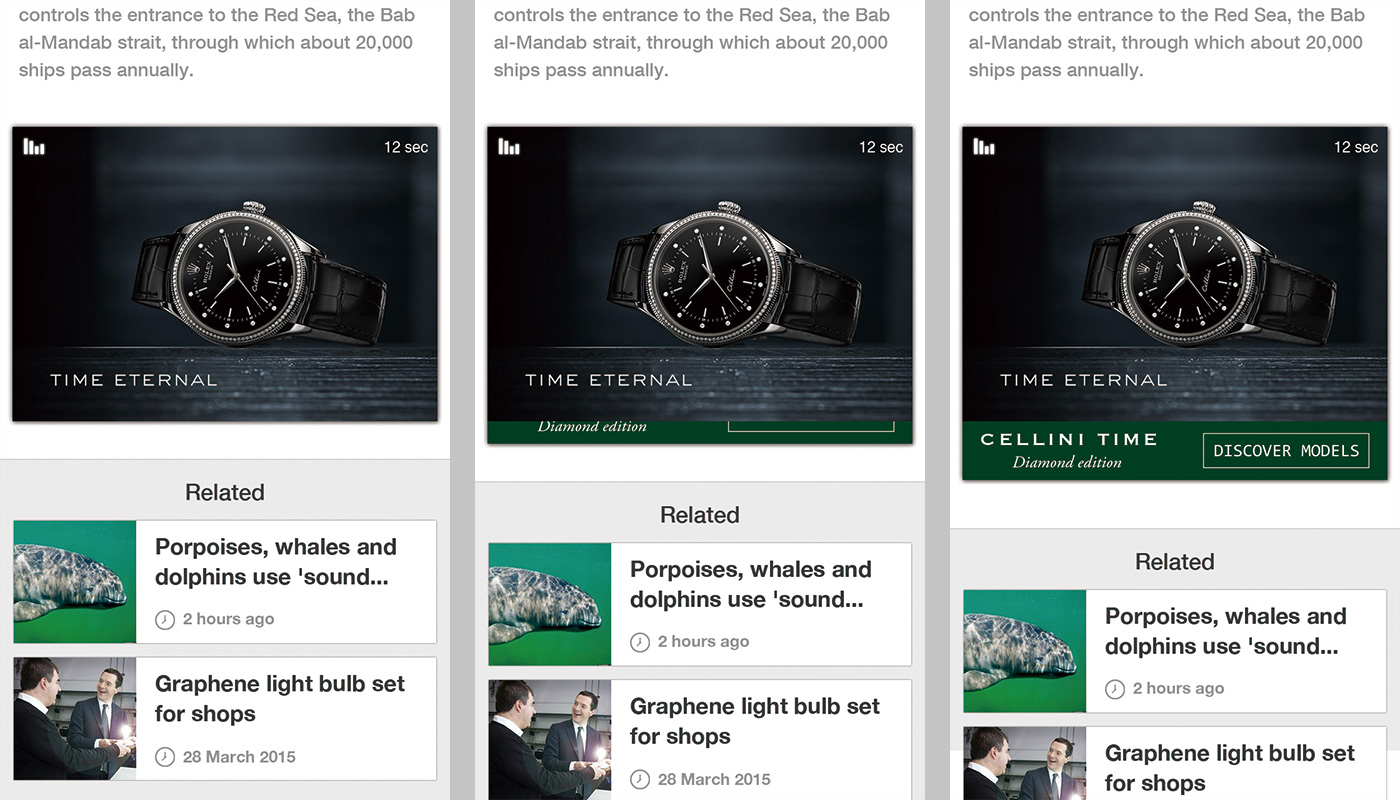 controls the entrance to the Red Sea, the Bab
al-Mandab strait, through which about 20,000
ships pass annually.
12 sec
ROLEX
Cellini
TIME ETERNAL
Related
Porpoises, whales and
dolphins use 'sound...
2 hours ago
Graphene light bulb set
for shops
28 March 2015
controls the entrance to the Red Sea, the Bab
al-Mandab strait, through which about 20,000
ships pass annually.
12 sec
ROLEX
Cellini
TIME ETERNAL
Diamond edition
Related
Porpoises, whales and
dolphins use 'sound...
2 hours ago
Graphene light bulb set
for shops
28 March 2015
controls the entrance to the Red Sea, the Bab
al-Mandab strait, through which about 20,000
ships pass annually.
12 sec
ROLEX
Cellini
TIME ETERNAL
CELLINI TIME
Diamond edition
DISCOVER MODELS
Related
Porpoises, whales and
dolphins use 'sound...
2 hours ago
Graphene light bulb set
for shops